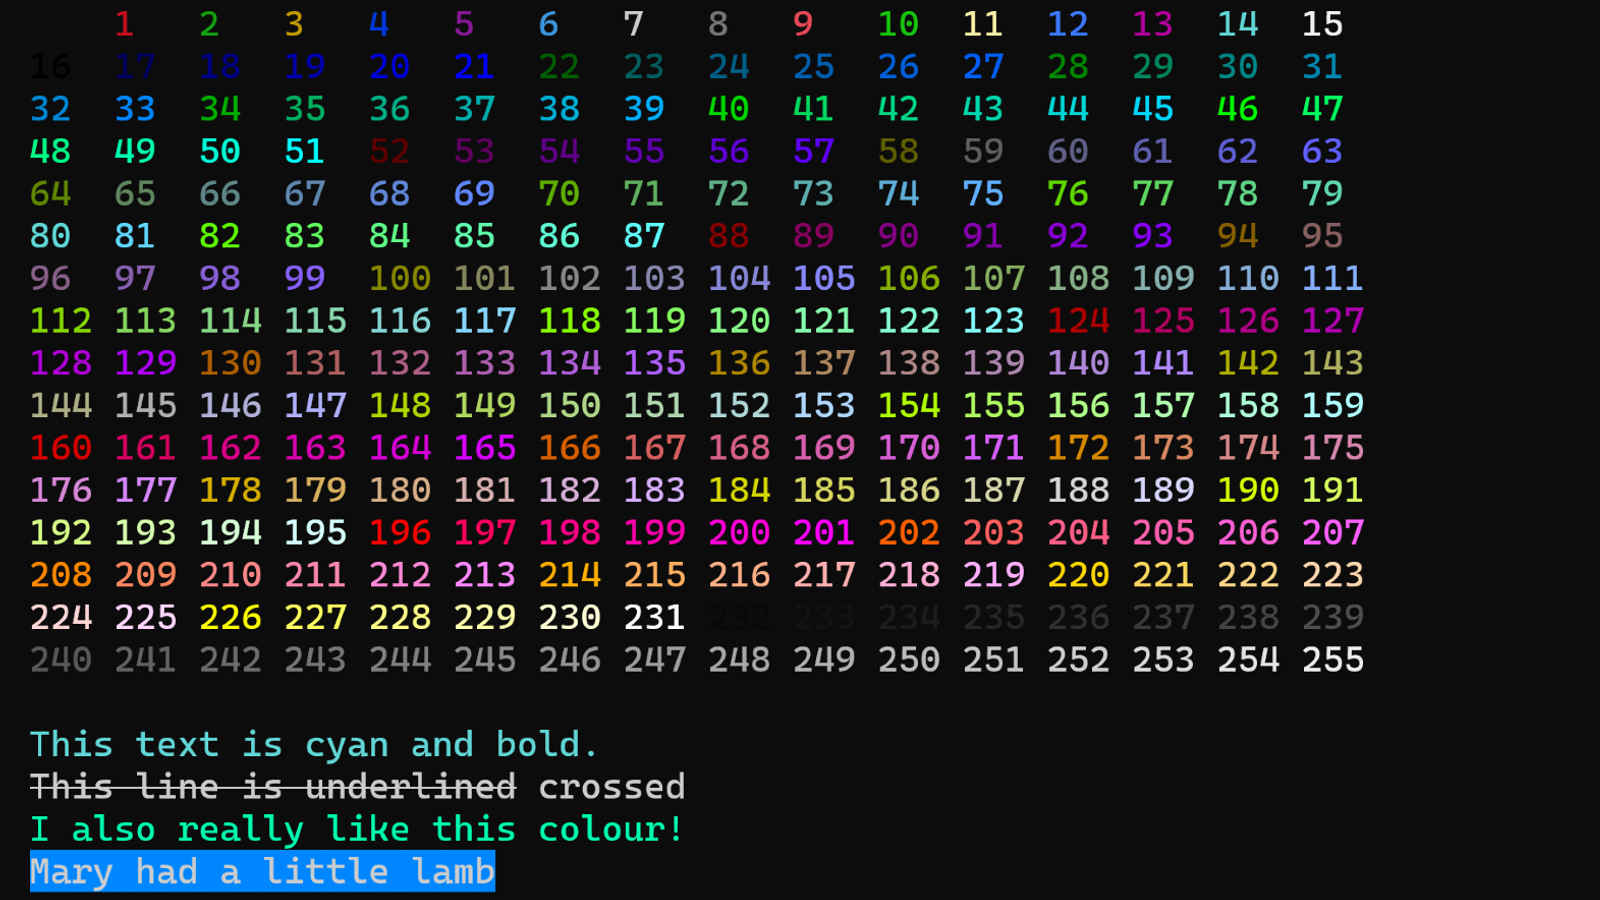 1 2 3 4 5 6 7 8 9 10 11 12 13 14 15
16 17 18 19 20 21 22 23 24 25 26 27 28 29 30 31
32 33 34 35 36 37 38 39 40 41 42 43 44 45 46 47
48 49 50 51 52 53 54 55 56 57 58 59 60 61 62 63
64 65 66 67 68 69 70 71 72 73 74 75 76 77 78 79
80 81 82 83 84 85 86 87 88 89 90 91 92 93 94 95
96 97 98 99 100 101 102 103 104 105 106 107 108 109 110 111
112 113 114 115 116 117 118 119 120 121 122 123 124 125 126 127
128 129 130 131 132 133 134 135 136 137 138 139 140 141 142 143
144 145 146 147 148 149 150 151 152 153 154 155 156 157 158 159
160 161 162 163 164 165 166 167 168 169 170 171 172 173 174 175
176 177 178 179 180 181 182 183 184 185 186 187 188 189 190 191
192 193 194 195 196 197 198 199 200 201 202 203 204 205 206 207
208 209 210 211 212 213 214 215 216 217 218 219 220 221 222 223
224 225 226 227 228 229 230 231 232 233 234 235 236 237 238 239
240 241 242 243 244 245 246 247 248 249 250 251 252 253 254 255
This text is cyan and bold.
This line is underlined crossed
I also really like this colour!
Mary had a little lamb